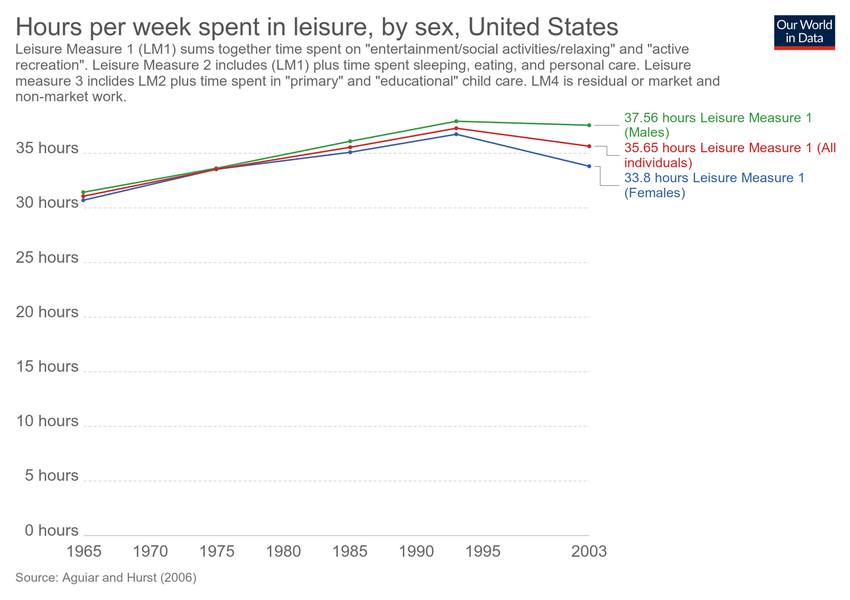 Hours per week spent in leisure, by sex, United States
Our World
in Data
Leisure Measure 1 (LM1) sums together time spent on "entertainment/social activities/relaxing" and "active
recreation". Leisure Measure 2 includes (LM1) plus time spent sleeping, eating, and personal care. Leisure
measure 3 inclides LM2 plus time spent in "primary" and "educational" child care. LM4 is residual or market and
non-market work.
37.56 hours Leisure Measure 1
(Males)
35.65 hours Leisure Measure 1 (All
individuals)
33.8 hours Leisure Measure 1
(Females)
35 hours
30 hours
25 hours
20 hours
15 hours
10 hours
5 hours
0 hours
1965 1970 1975 1980 1985 1990 1995 2003
Source: Aguiar and Hurst (2006)